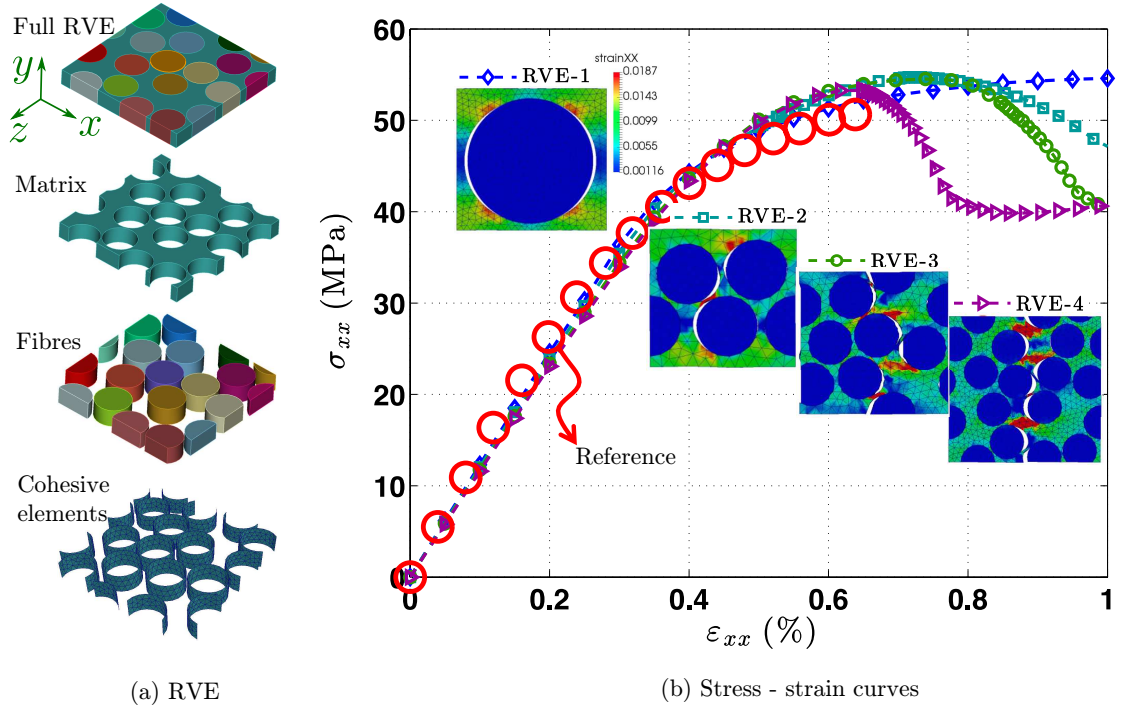 Full RVE
y
z
x
Matrix
Fibres
Cohesive
elements
(a) RVE
60
50
40
30
20
10
0
0
0.2
0.4
0.6
0.8
1
σxx (MPa)
εxx (%)
RVE-1
strainXX
0.0187
0.0143
0.0099
0.0055
0.00116
RVE-2
RVE-3
RVE-4
Reference
(b) Stress - strain curves